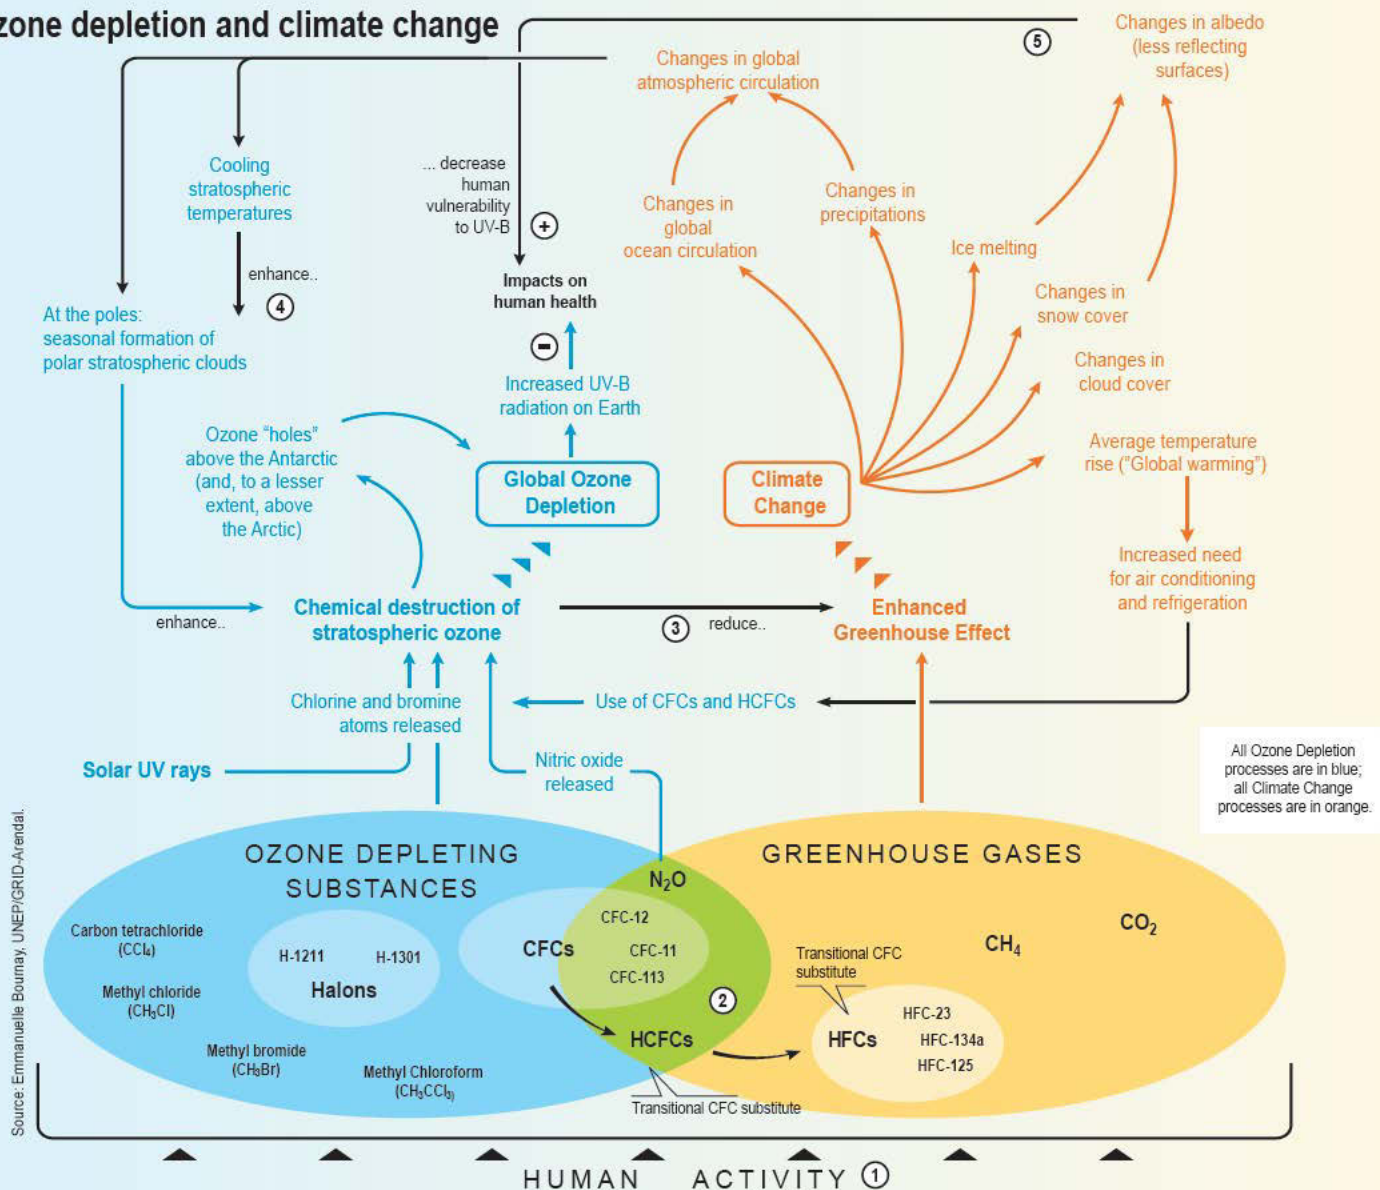 zone depletion and climate change
5
Changes in albedo
(less reflecting
surfaces)
Changes in global
atmospheric circulation
Cooling
stratospheric
temperatures
... decrease
human
vulnerability
to UV-B
+
Changes in
global
ocean circulation
Changes in
precipitations
Ice melting
enhance..
4
Impacts on
human health
Changes in
snow cover
At the poles:
seasonal formation of
polar stratospheric clouds
−
Changes in
cloud cover
Increased UV-B
radiation on Earth
Ozone “holes”
above the Antarctic
(and, to a lesser
extent, above
the Arctic)
Global Ozone
Depletion
Climate
Change
Average temperature
rise ("Global warming")
Increased need
for air conditioning
and refrigeration
enhance..
Chemical destruction of
stratospheric ozone
3
reduce..
Enhanced
Greenhouse Effect
Chlorine and bromine
atoms released
Use of CFCs and HCFCs
Solar UV rays
Nitric oxide
released
All Ozone Depletion
processes are in blue;
all Climate Change
processes are in orange.
OZONE DEPLETING
SUBSTANCES
GREENHOUSE GASES
N₂O
Carbon tetrachloride
(CCl₄)
H-1211
H-1301
Halons
CFCs
CFC-12
CFC-11
CFC-113
CH₄
CO₂
Methyl chloride
(CH₃Cl)
2
Transitional CFC
substitute
HFCs
HFC-23
HFC-134a
HFC-125
HCFCs
Methyl bromide
(CH₃Br)
Methyl Chloroform
(CH₃CCl₃)
Transitional CFC substitute
HUMAN ACTIVITY 1
Source: Emmanuelle Bournay, UNEP/GRID-Arendal.